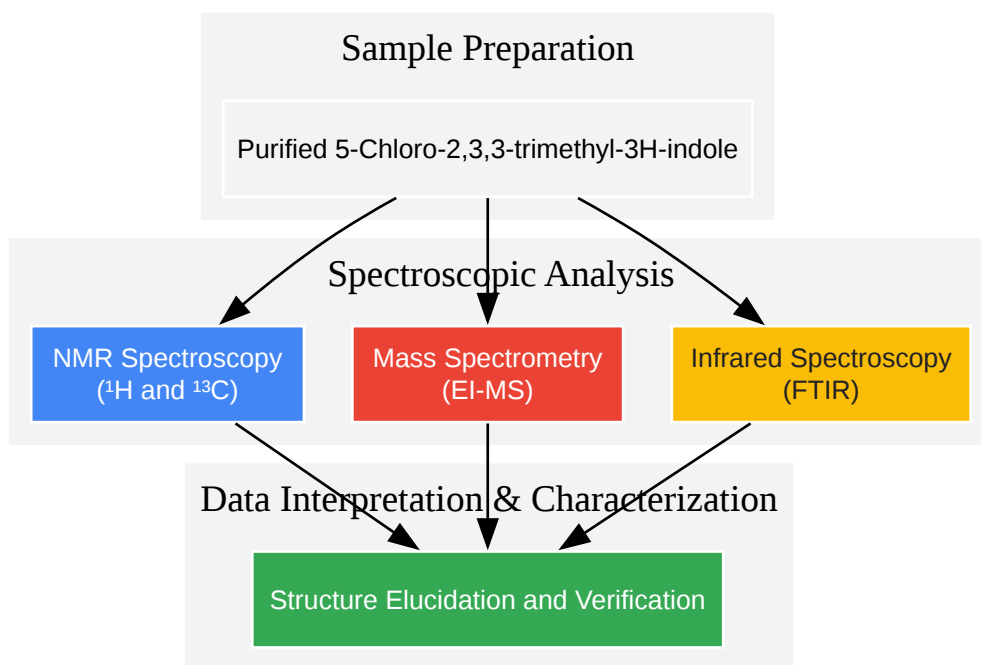 Sample Preparation
Purified 5-Chloro-2,3,3-trimethyl-3H-indole
Spectroscopic Analysis
NMR Spectroscopy
(¹H and ¹³C)
Mass Spectrometry
(EI-MS)
Infrared Spectroscopy
(FTIR)
Data Interpretation & Characterization
Structure Elucidation and Verification